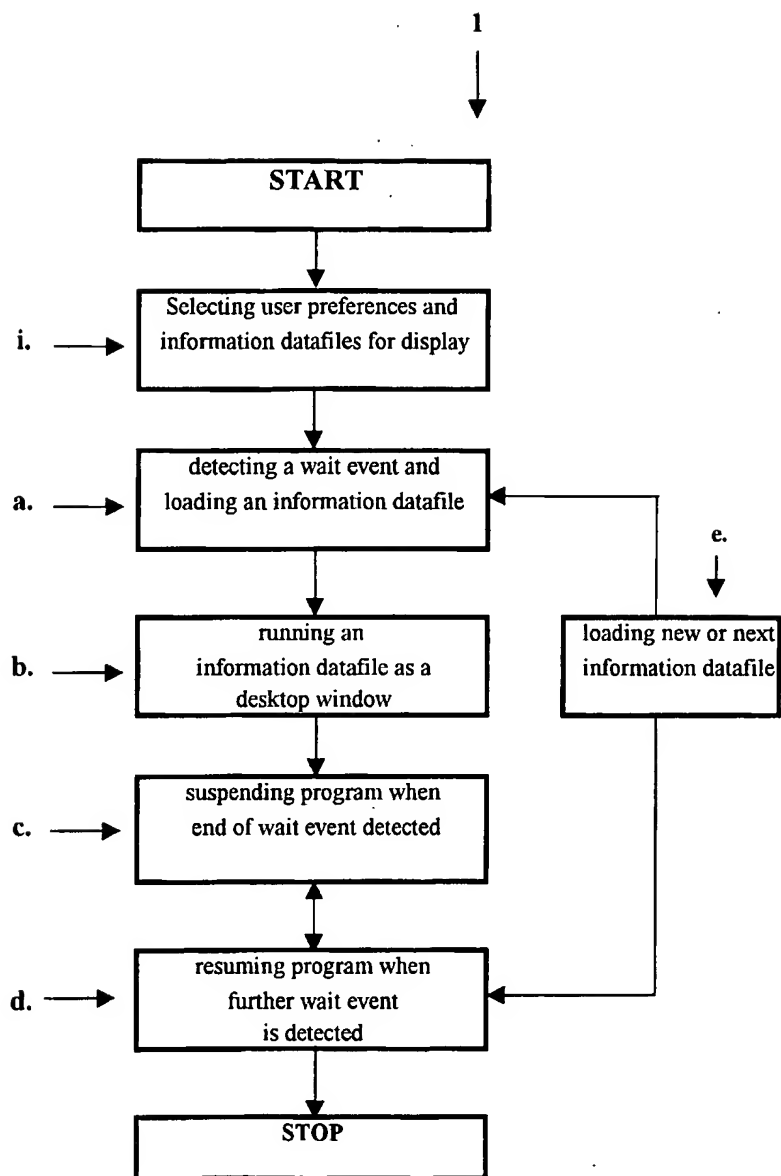 1
START
Selecting user preferences and
i.
information datafiles for display
detecting a wait event and
a.
loading an information datafile
e.
running an
b.
information datafile as a
desktop window
loading new or next
information datafile
suspending program when
c.
end of wait event detected
resuming program when
d.
further wait event
is detected
STOP